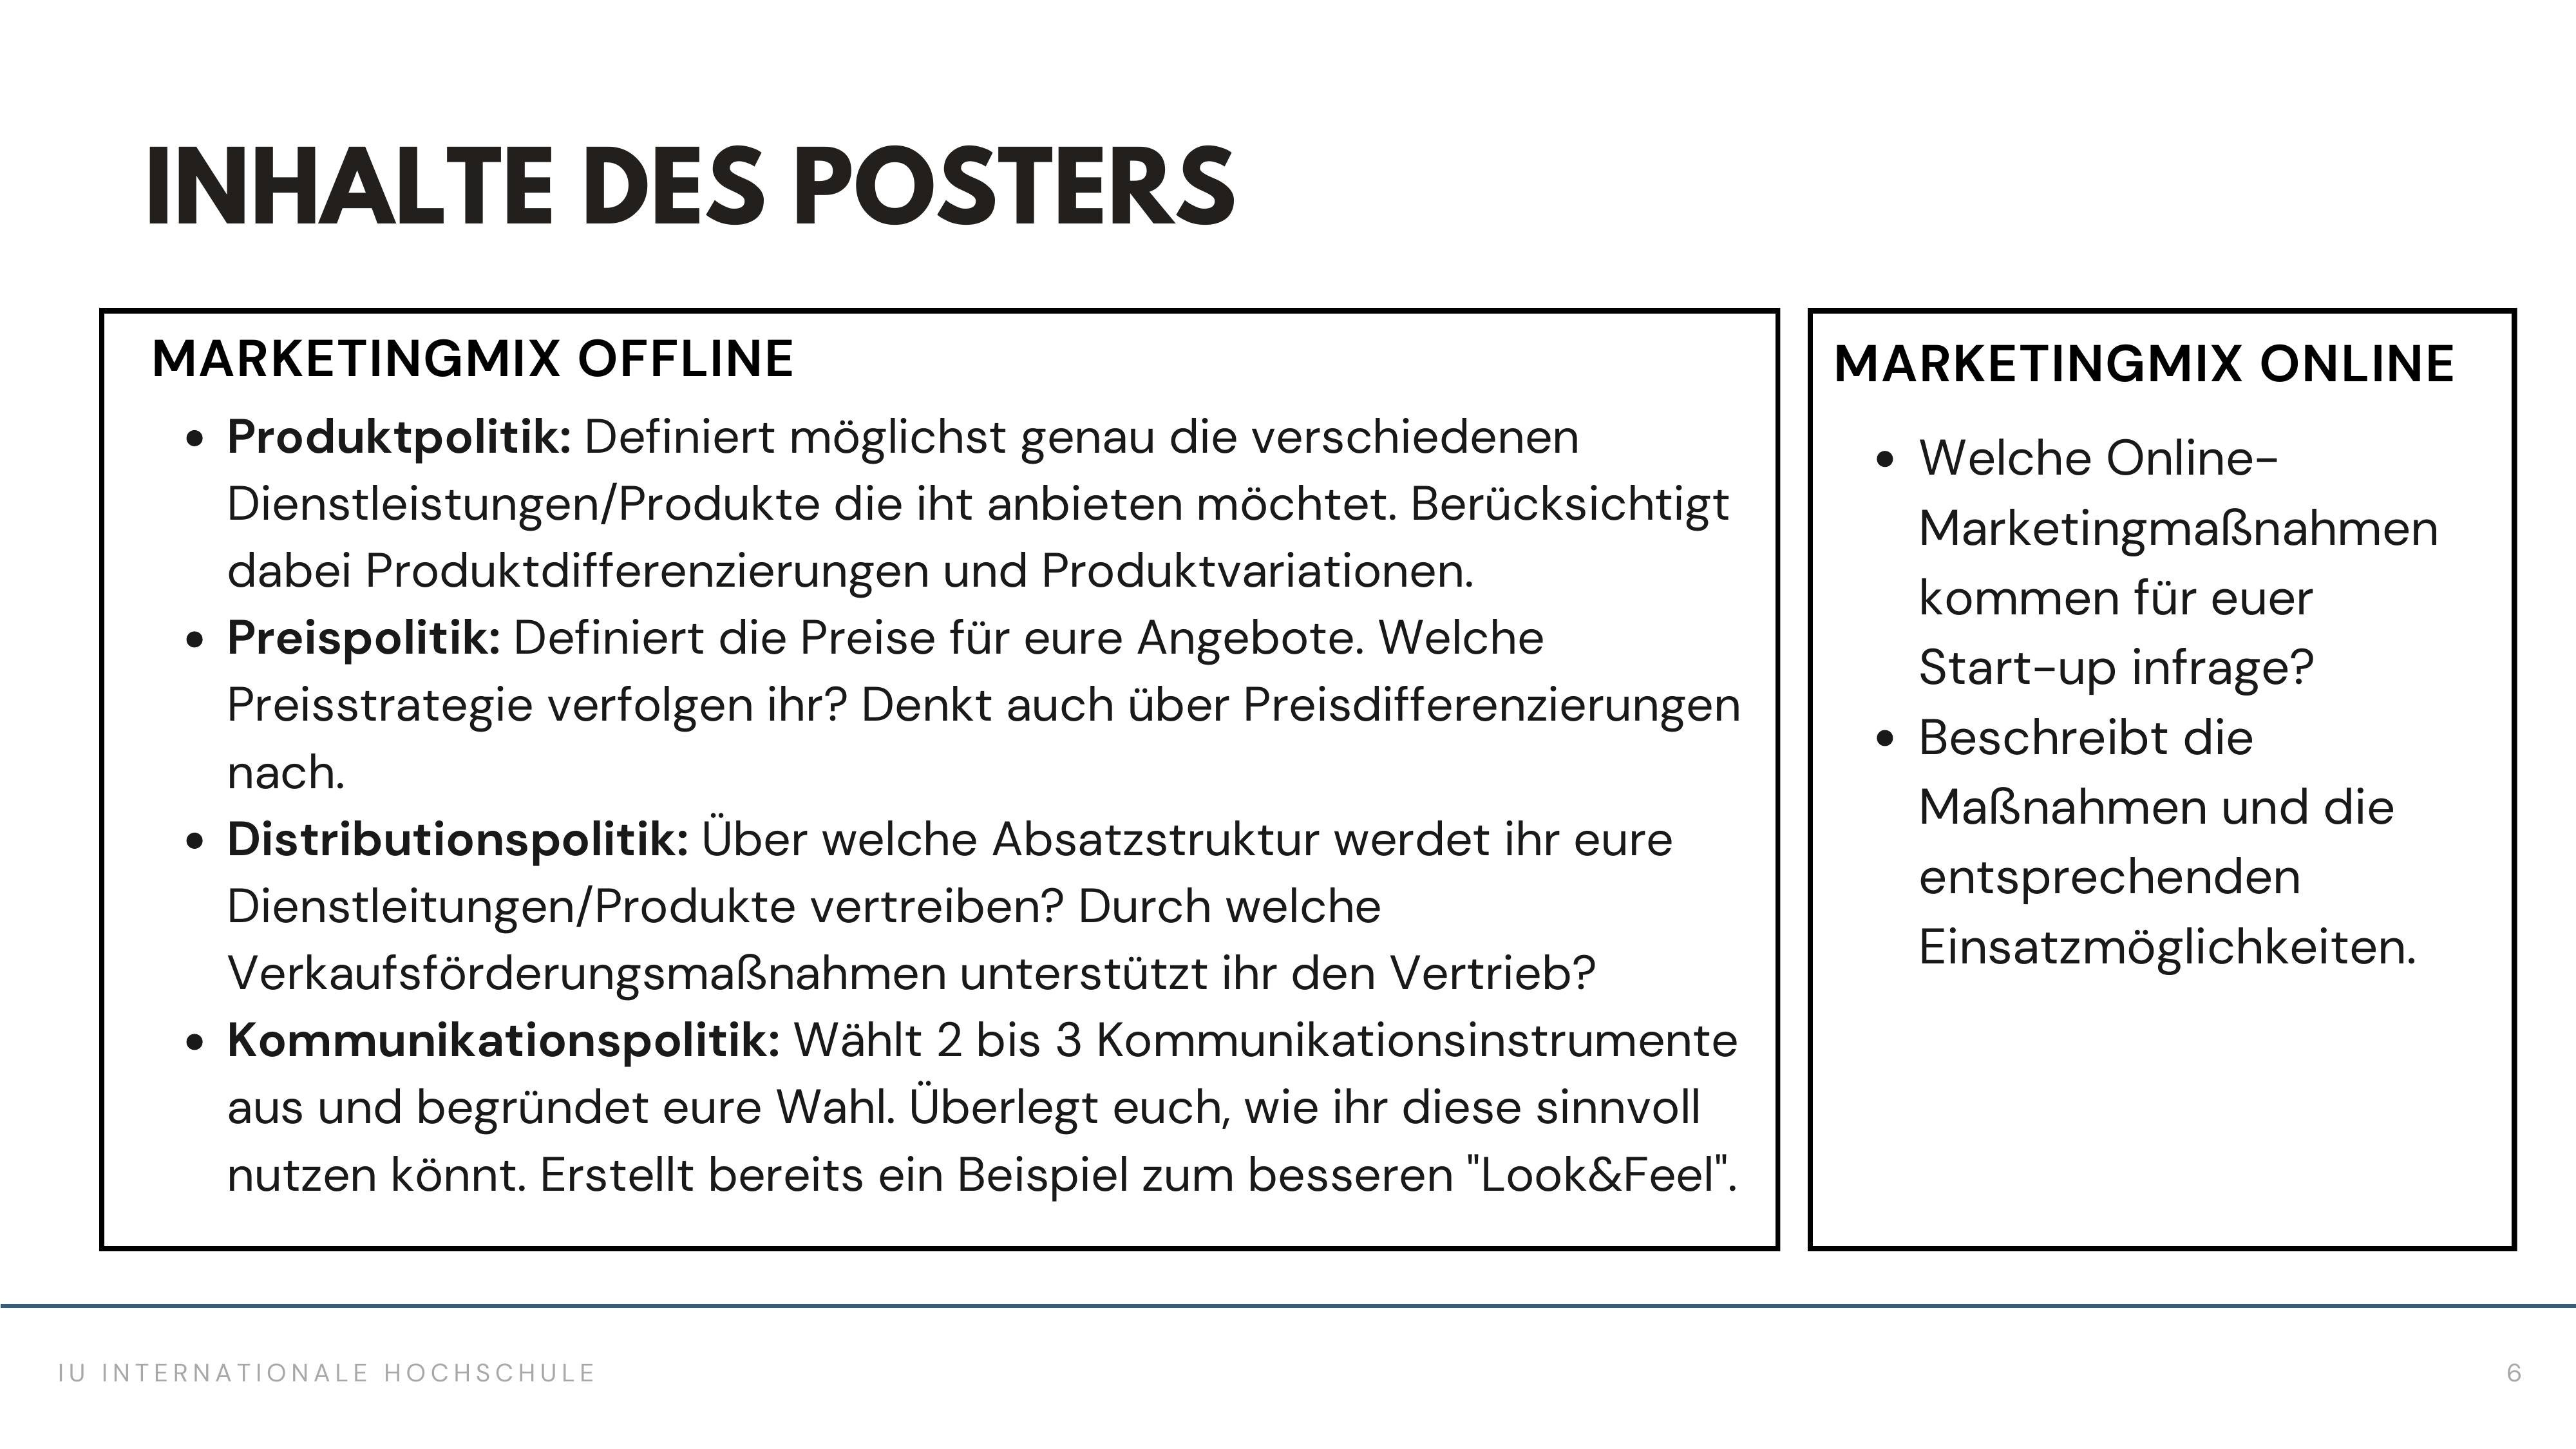 INHALTE DES POSTERS
MARKETINGMIX OFFLINE
• Produktpolitik: Definiert möglichst genau die verschiedenen
Dienstleistungen/Produkte die iht anbieten möchtet. Berücksichtigt
dabei Produktdifferenzierungen und Produktvariationen.
• Preispolitik: Definiert die Preise für eure Angebote. Welche
Preisstrategie verfolgen ihr? Denkt auch über Preisdifferenzierungen
nach.
• Distributionspolitik: Über welche Absatzstruktur werdet ihr eure
Dienstleitungen/Produkte vertreiben? Durch welche
Verkaufsförderungsmaßnahmen unterstützt ihr den Vertrieb?
• Kommunikationspolitik: Wählt 2 bis 3 Kommunikationsinstrumente
aus und begründet eure Wahl. Überlegt euch, wie ihr diese sinnvoll
nutzen könnt. Erstellt bereits ein Beispiel zum besseren "Look&Feel".
MARKETINGMIX ONLINE
• Welche Online-
Marketingmaßnahmen
kommen für euer
Start-up infrage?
• Beschreibt die
Maßnahmen und die
entsprechenden
Einsatzmöglichkeiten.
IU INTERNATIONALE HOCHSCHULE
6